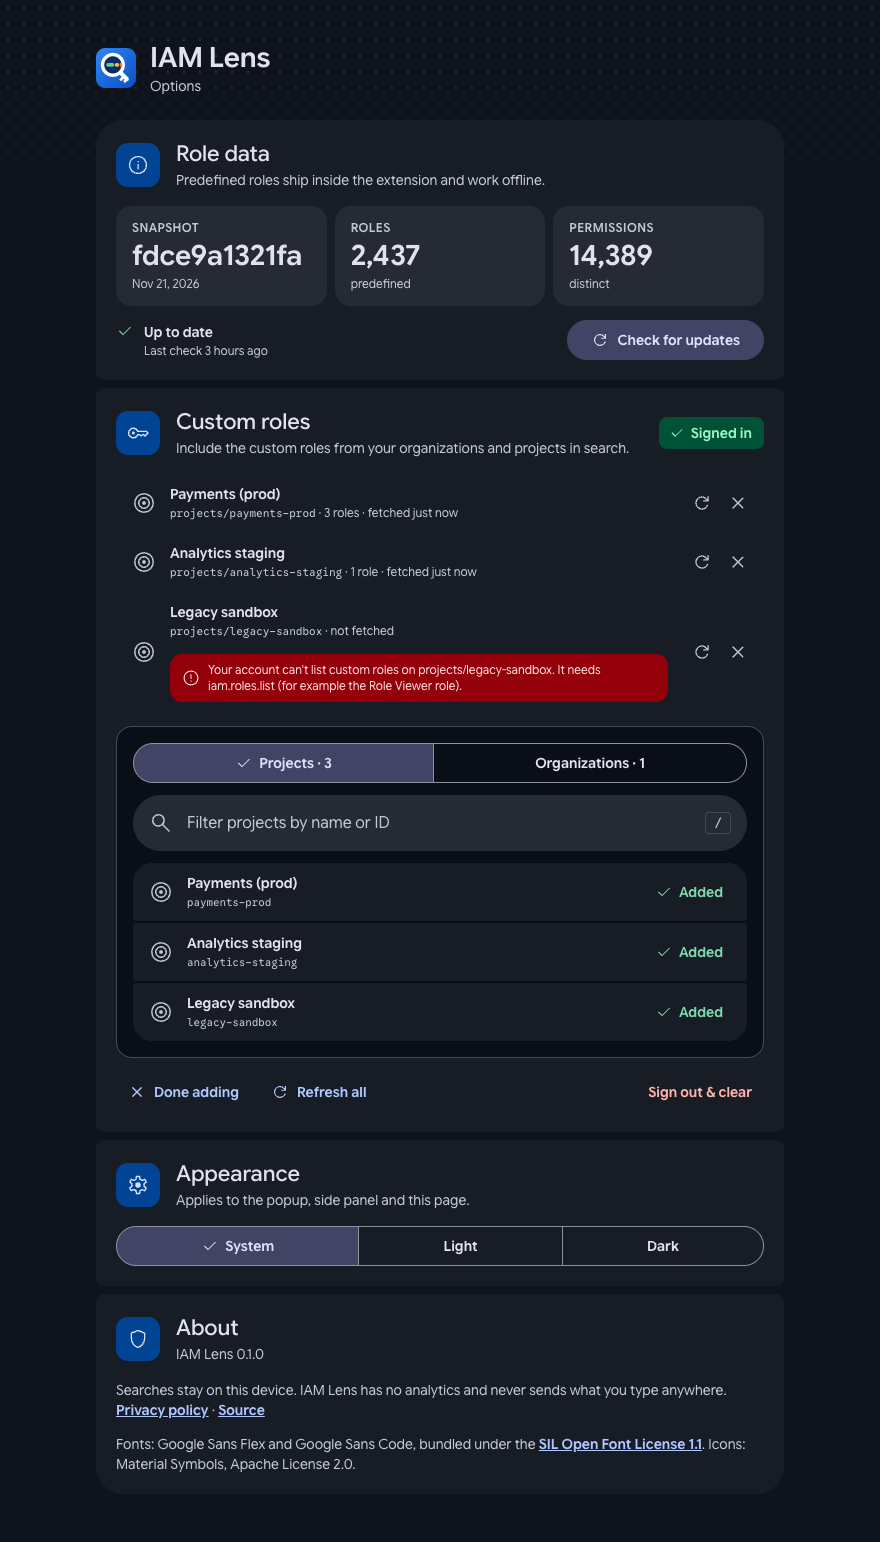 IAM Lens
Options
Role data
Predefined roles ship inside the extension and work offline.
SNAPSHOT
fdce9a1321fa
Nov 21, 2026
ROLES
2,437
predefined
PERMISSIONS
14,389
distinct
Up to date
Last check 3 hours ago
Check for updates
Custom roles
Include the custom roles from your organizations and projects in search.
Signed in
Payments (prod)
projects/payments-prod · 3 roles · fetched just now
Analytics staging
projects/analytics-staging · 1 role · fetched just now
Legacy sandbox
projects/legacy-sandbox · not fetched
Your account can't list custom roles on projects/legacy-sandbox. It needs
iam.roles.list (for example the Role Viewer role).
Projects · 3
Organizations · 1
Filter projects by name or ID
/
Payments (prod)
payments-prod
Added
Analytics staging
analytics-staging
Added
Legacy sandbox
legacy-sandbox
Added
Done adding
Refresh all
Sign out & clear
Appearance
Applies to the popup, side panel and this page.
System
Light
Dark
About
IAM Lens 0.1.0
Searches stay on this device. IAM Lens has no analytics and never sends what you type anywhere.
Privacy policy · Source
Fonts: Google Sans Flex and Google Sans Code, bundled under the SIL Open Font License 1.1. Icons:
Material Symbols, Apache License 2.0.